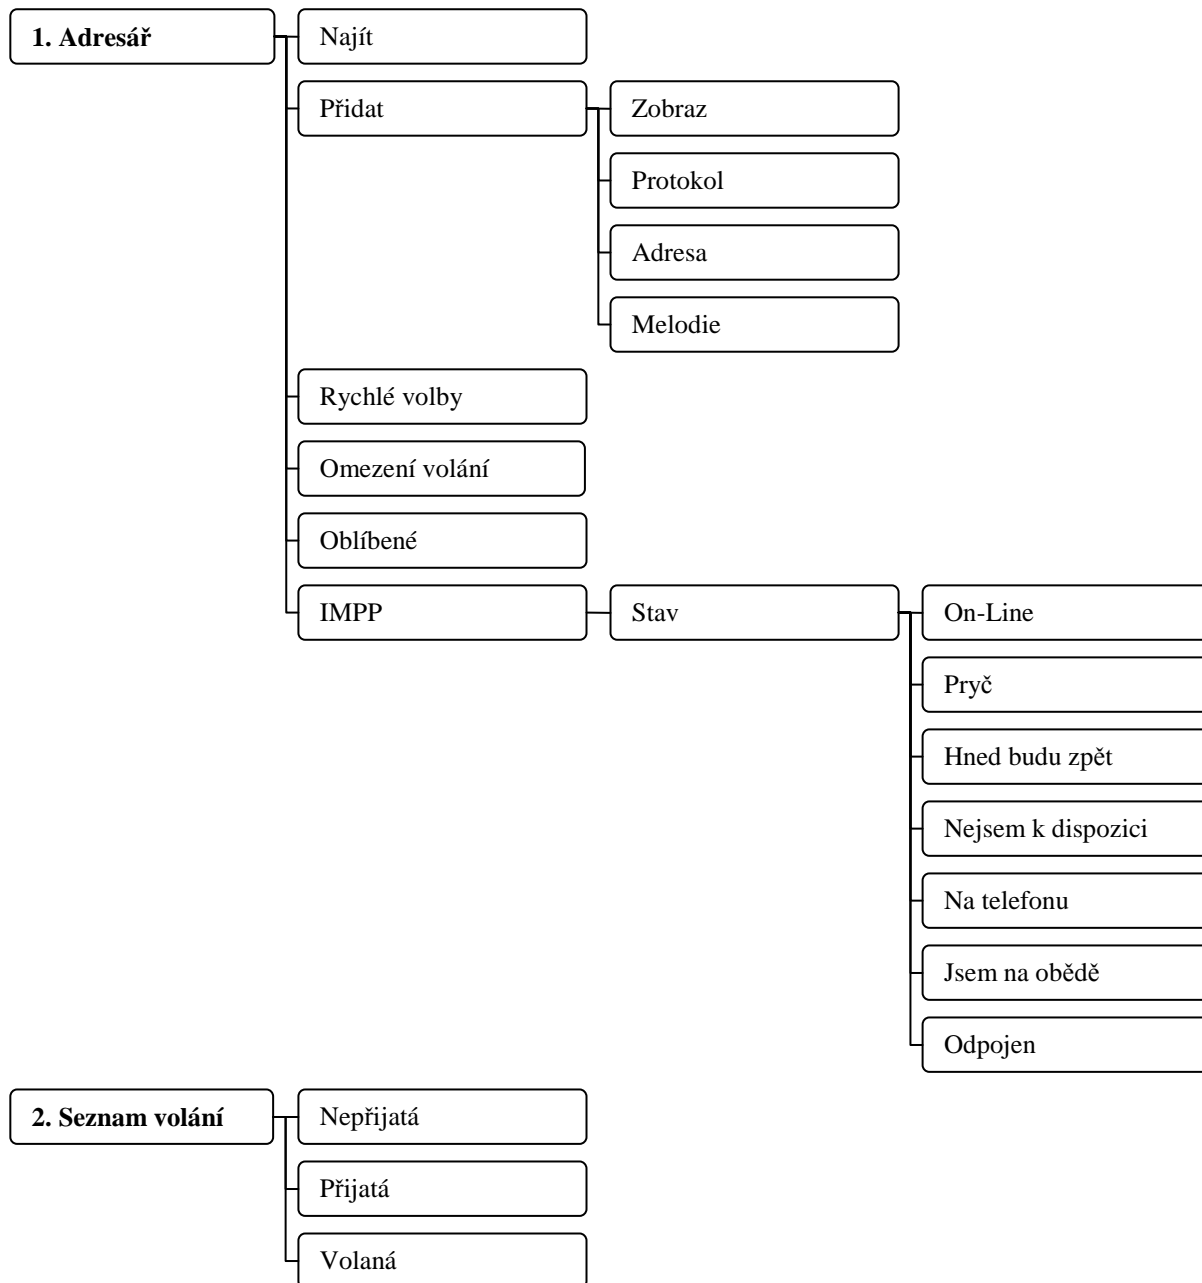 1. Adresář
Najít
Přidat
Zobraz
Protokol
Adresa
Melodie
Rychlé volby
Omezení volání
Oblíbené
IMPP
Stav
On-Line
Pryč
Hned budu zpět
Nejsem k dispozici
Na telefonu
Jsem na obědě
Odpojen
2. Seznam volání
Nepřijatá
Přijatá
Volaná